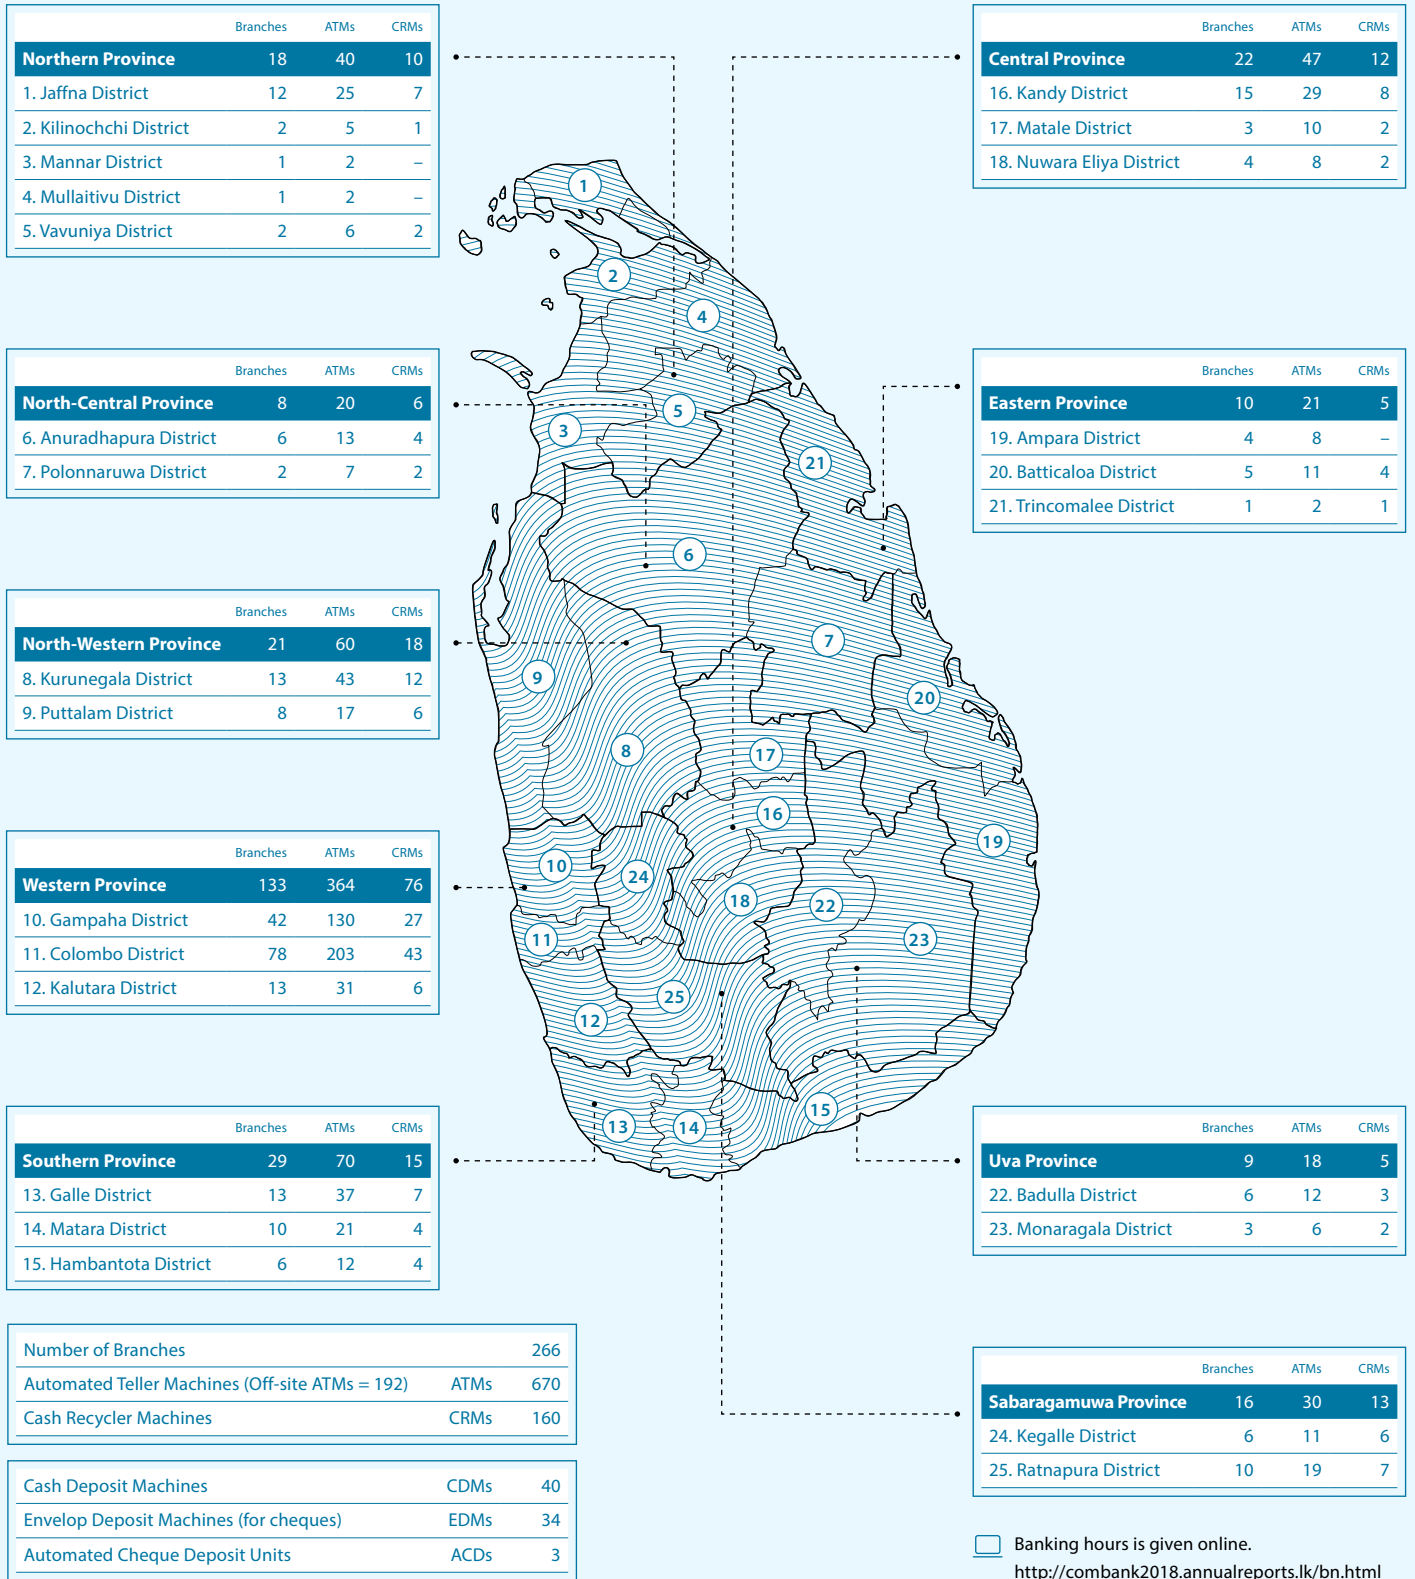 Branches ATMs CRMs
Northern Province 18 40 10
1. Jaffna District 12 25 7
2. Kilinochchi District 2 5 1
3. Mannar District 1 2 –
4. Mullaitivu District 1 2 –
5. Vavuniya District 2 6 2
Branches ATMs CRMs
North-Central Province 8 20 6
6. Anuradhapura District 6 13 4
7. Polonnaruwa District 2 7 2
Branches ATMs CRMs
North-Western Province 21 60 18
8. Kurunegala District 13 43 12
9. Puttalam District 8 17 6
Branches ATMs CRMs
Western Province 133 364 76
10. Gampaha District 42 130 27
11. Colombo District 78 203 43
12. Kalutara District 13 31 6
Branches ATMs CRMs
Southern Province 29 70 15
13. Galle District 13 37 7
14. Matara District 10 21 4
15. Hambantota District 6 12 4
Number of Branches 266
Automated Teller Machines (Off-site ATMs = 192) ATMs 670
Cash Recycler Machines CRMs 160
Cash Deposit Machines CDMs 40
Envelop Deposit Machines (for cheques) EDMs 34
Automated Cheque Deposit Units ACDs 3
1
2
4
5
3
21
6
7
9
20
8
17
16
19
10
24
18
22
11
23
25
12
15
13
14
Branches ATMs CRMs
Central Province 22 47 12
16. Kandy District 15 29 8
17. Matale District 3 10 2
18. Nuwara Eliya District 4 8 2
Branches ATMs CRMs
Eastern Province 10 21 5
19. Ampara District 4 8 –
20. Batticaloa District 5 11 4
21. Trincomalee District 1 2 1
Branches ATMs CRMs
Uva Province 9 18 5
22. Badulla District 6 12 3
23. Monaragala District 3 6 2
Branches ATMs CRMs
Sabaragamuwa Province 16 30 13
24. Kegalle District 6 11 6
25. Ratnapura District 10 19 7
Banking hours is given online.
http://combank2018.annualreports.lk/bn.html